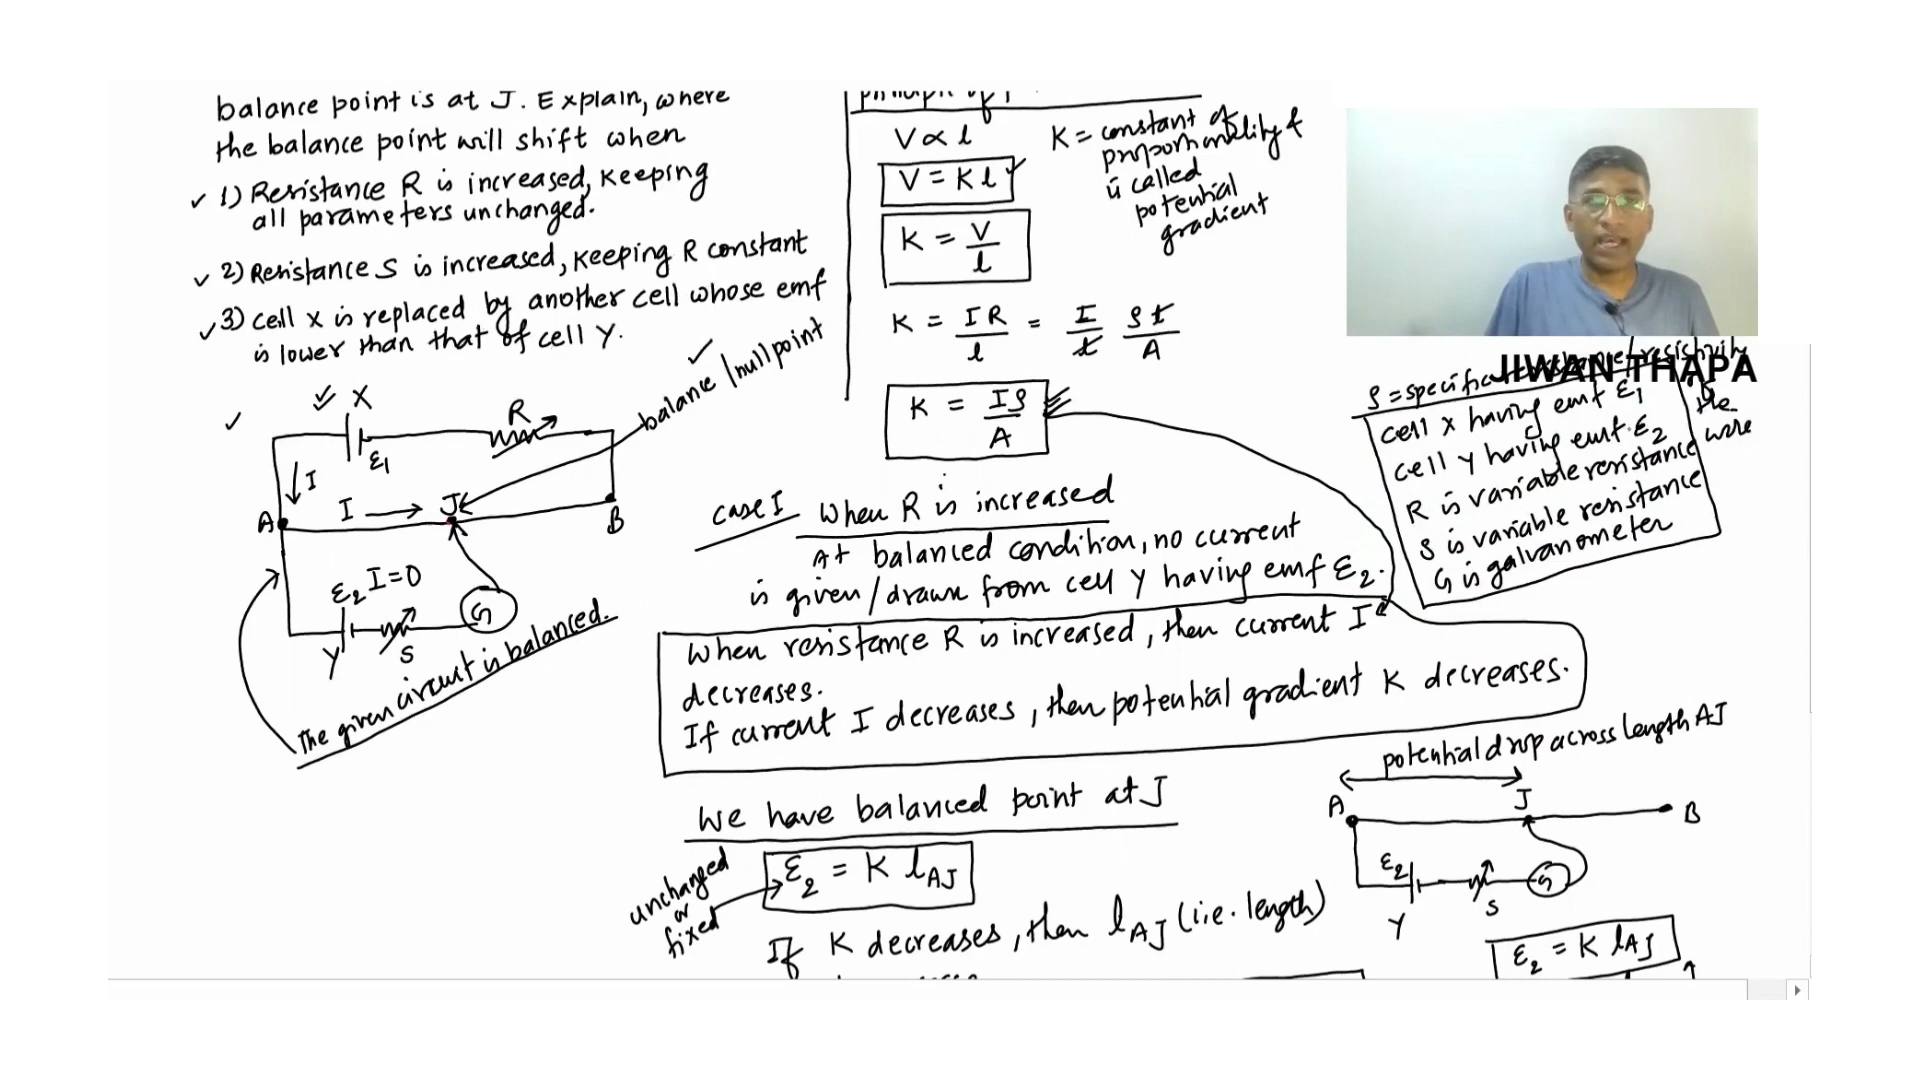 balance point is at J. Explain, where
the balance point will shift when
1) Resistance R is increased, keeping
all parameters unchanged.
2) Resistance S is increased, keeping R constant
3) cell X is replaced by another cell whose emf
is lower than that of cell Y.
X
R
ε1
I
I
J
A
B
balance / null point
ε2 I=0
G
Y
S
The given circuit is balanced.
V ∝ l
V = K l
K = V/l
K = constant of
proportionality &
is called
potential
gradient
K = IR/l = I/l ρl/A
K = Iρ/A
JIWAN THAPA
ρ = specific resistance / resistivity
of
the
wire
cell X having emf ε1
cell Y having emf ε2
R is variable resistance
S is variable resistance
G is galvanometer
case I When R is increased
At balanced condition, no current
is given / drawn from cell Y having emf ε2.
When resistance R is increased, then current I
decreases.
If current I decreases, then potential gradient K decreases.
We have balanced point at J
unchanged
or
fixed
ε2 = K lAJ
If K decreases, then lAJ (i.e. length)
potential drop across length AJ
A
J
B
ε2
Y
S
G
ε2 = K lAJ